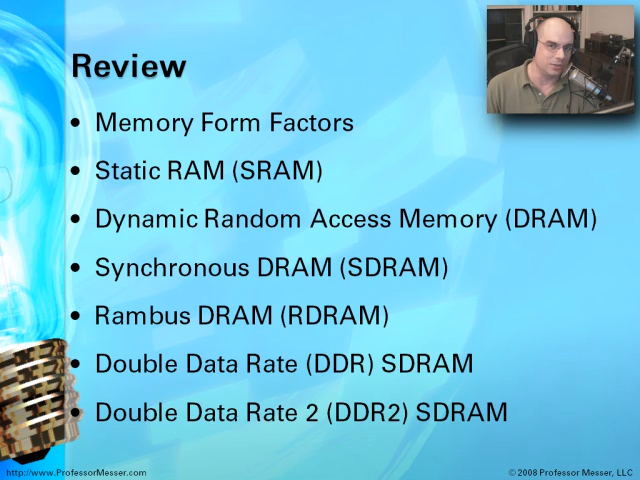 Review
• Memory Form Factors
• Static RAM (SRAM)
• Dynamic Random Access Memory (DRAM)
• Synchronous DRAM (SDRAM)
• Rambus DRAM (RDRAM)
• Double Data Rate (DDR) SDRAM
• Double Data Rate 2 (DDR2) SDRAM
http://www.ProfessorMesser.com
© 2008 Professor Messer, LLC